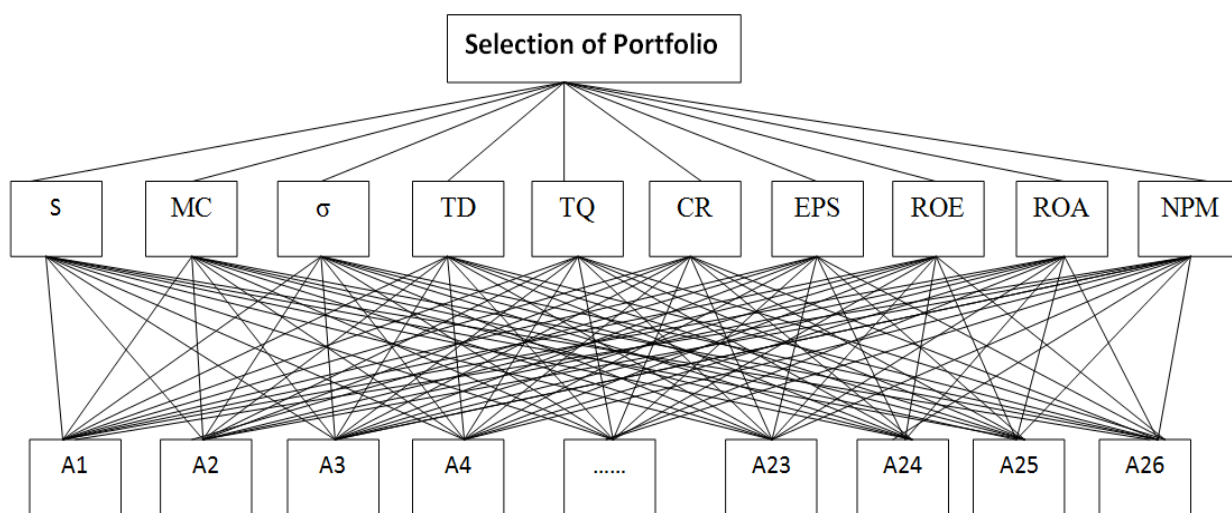 Selection of Portfolio
S MC σ TD TQ CR EPS ROE ROA NPM
A1 A2 A3 A4 ...... A23 A24 A25 A26